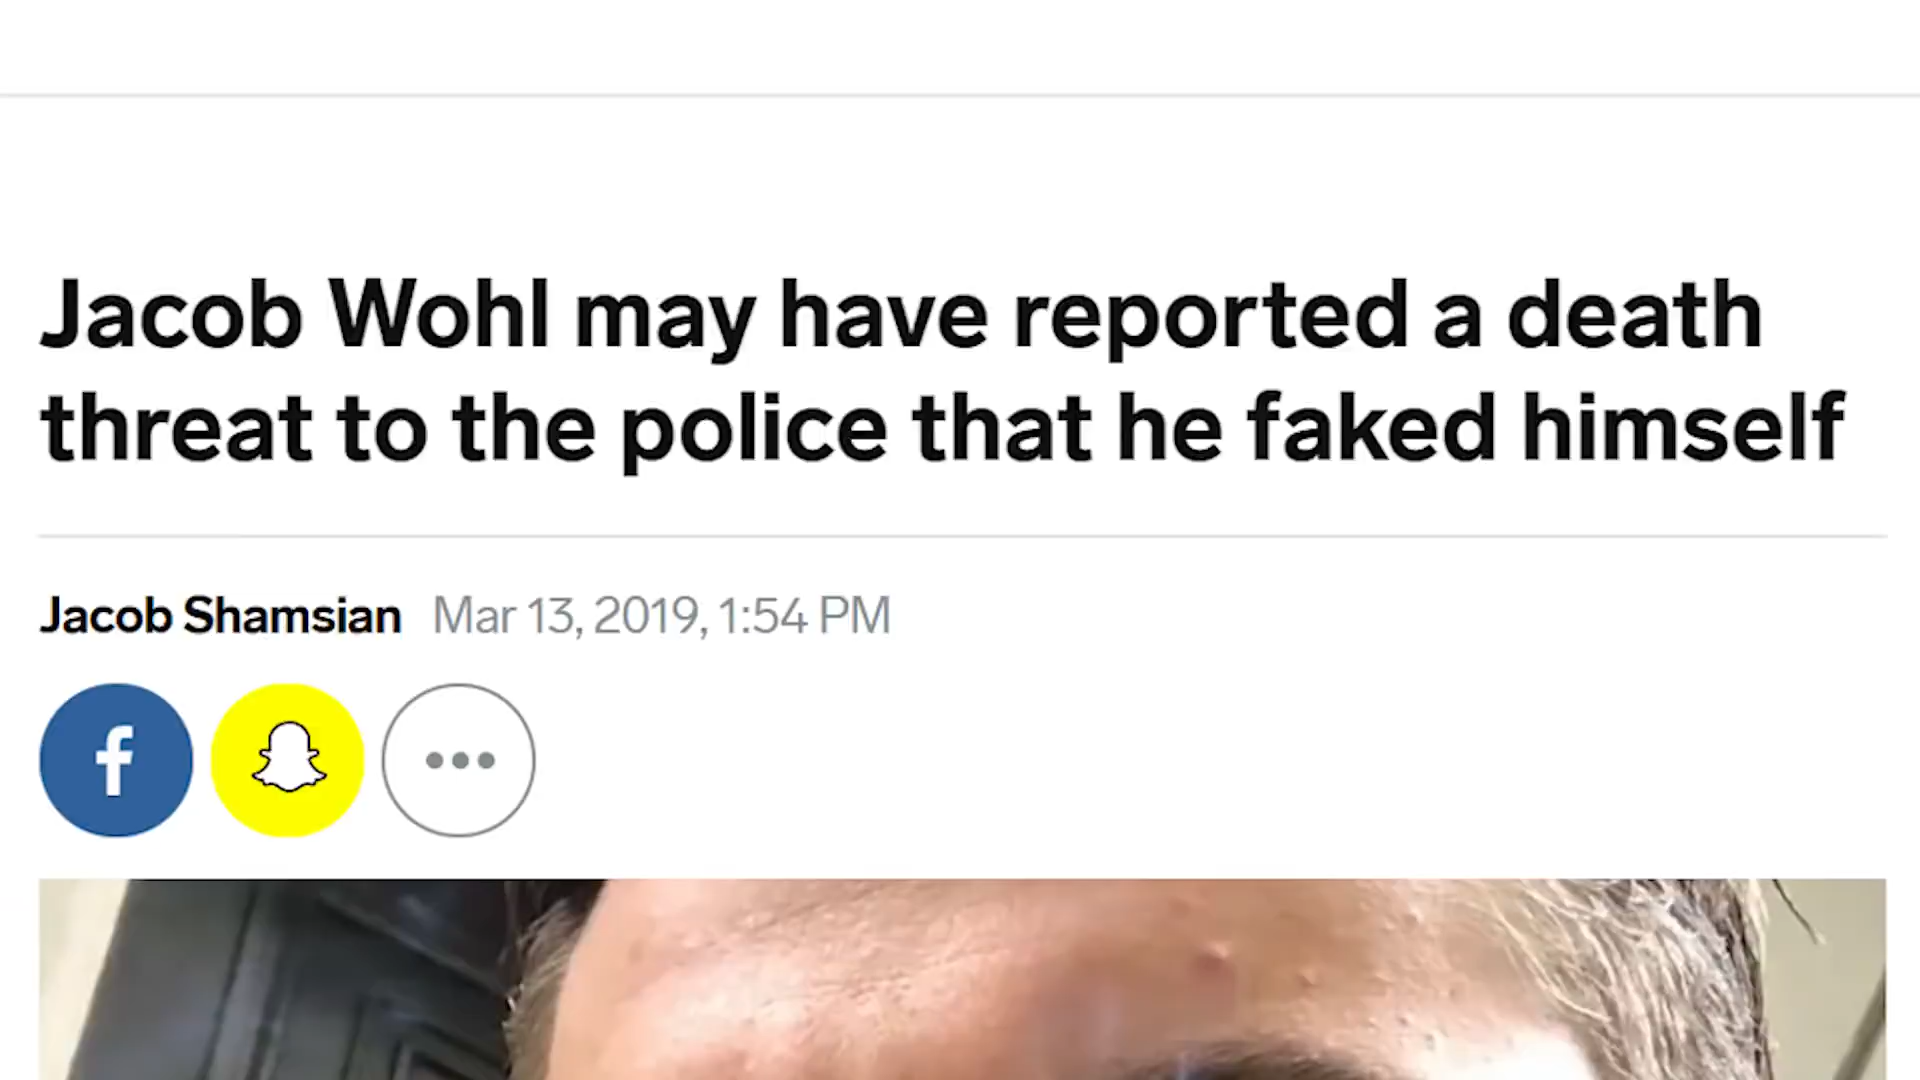 Jacob Wohl may have reported a death
threat to the police that he faked himself
Jacob Shamsian Mar 13, 2019, 1:54 PM
f